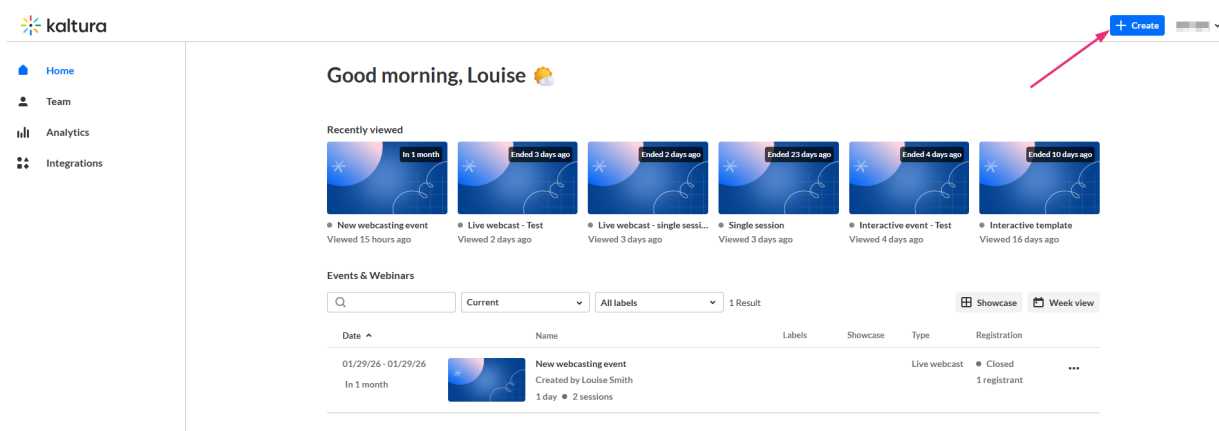 kaltura
Create
Home
Team
Analytics
Integrations
Good morning, Louise
Recently viewed
In 1 month
Ended 3 days ago
Ended 2 days ago
Ended 23 days ago
Ended 4 days ago
Ended 10 days ago
New webcasting event
Live webcast - Test
Live webcast - single sessi...
Single session
Interactive event - Test
Interactive template
Viewed 15 hours ago
Viewed 2 days ago
Viewed 3 days ago
Viewed 3 days ago
Viewed 4 days ago
Viewed 16 days ago
Events & Webinars
Current
All labels
1 Result
Showcase
Week view
Date
Name
Labels
Showcase
Type
Registration
01/29/26 - 01/29/26
In 1 month
New webcasting event
Created by Louise Smith
1 day ● 2 sessions
Live webcast
Closed
1 registrant